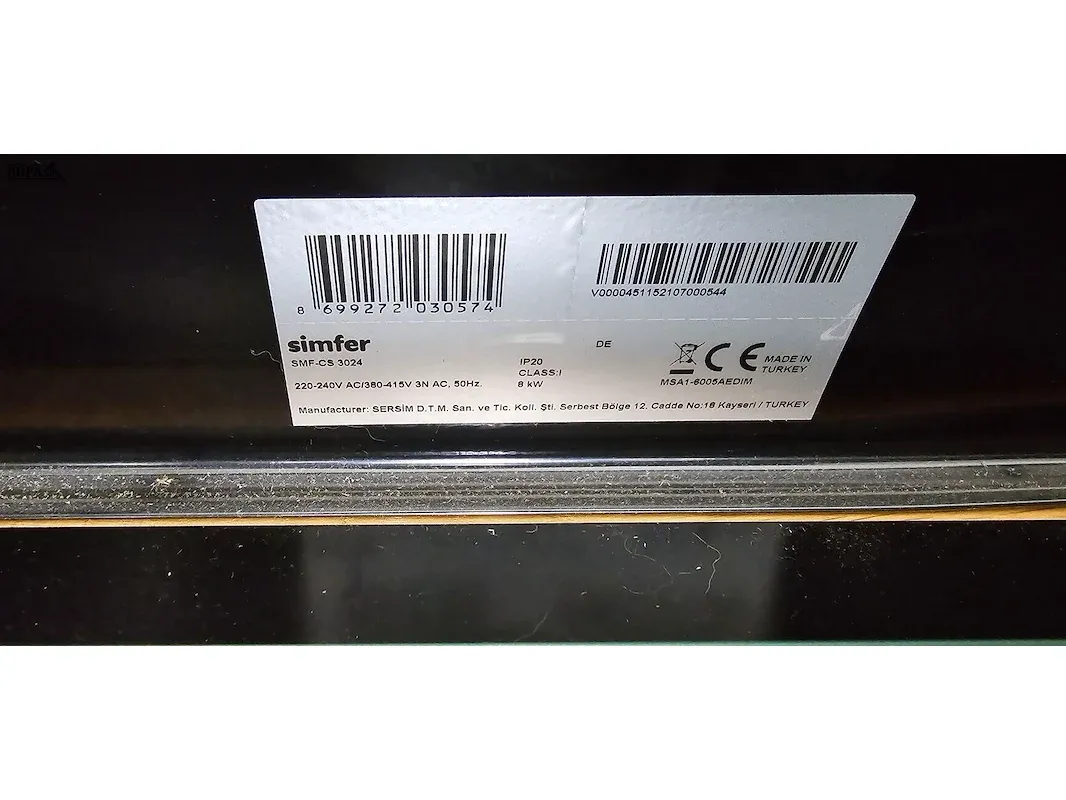 8 699272 030574
V0000451152107000544
simfer
SMF-CS 3024
220-240V AC/380-415V 3N AC, 50Hz.
IP20
CLASS:I
8 kW
DE
MADE IN
TURKEY
MSA1-6005AEDIM
Manufacturer: SERSİM D.T.M. San. ve Tic. Koll. Şti. Serbest Bölge 12. Cadde No:18 Kayseri / TURKEY